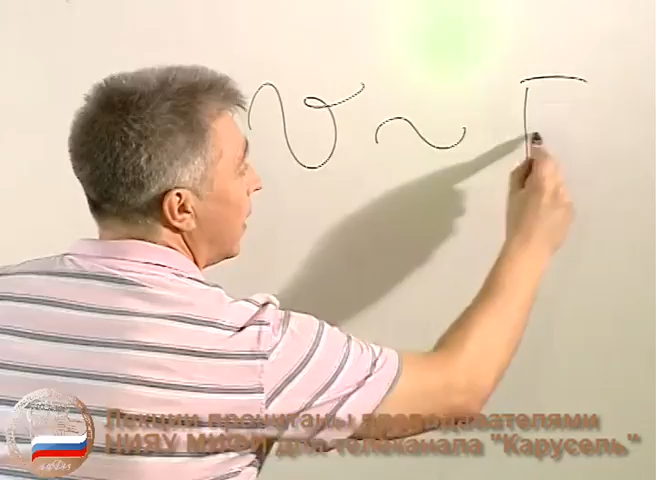 υ ~ Г
Лекции прочитаны преподавателями
НИЯУ МИФИ для телеканала "Карусель"